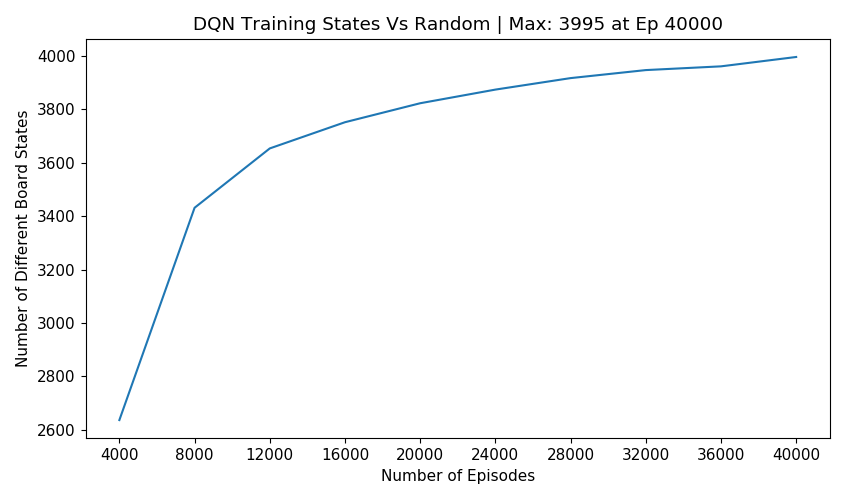 DQN Training States Vs Random | Max: 3995 at Ep 40000
Number of Different Board States
4000
3800
3600
3400
3200
3000
2800
2600
4000 8000 12000 16000 20000 24000 28000 32000 36000 40000
Number of Episodes